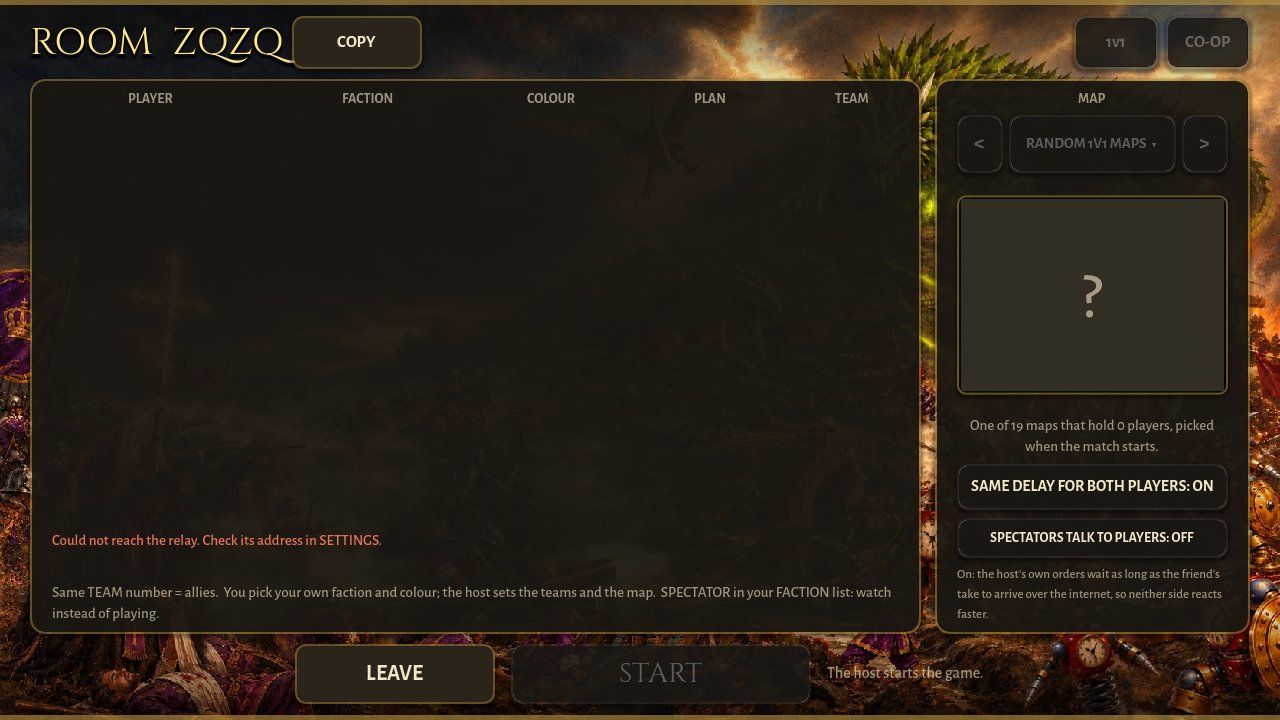 ROOM ZQZQ
COPY
1v1
CO-OP
PLAYER FACTION COLOUR PLAN TEAM
MAP
<
RANDOM 1V1 MAPS ▾
>
?
One of 19 maps that hold 0 players, picked
when the match starts.
SAME DELAY FOR BOTH PLAYERS: ON
SPECTATORS TALK TO PLAYERS: OFF
On: the host's own orders wait as long as the friend's
take to arrive over the internet, so neither side reacts
faster.
Could not reach the relay. Check its address in SETTINGS.
Same TEAM number = allies. You pick your own faction and colour; the host sets the teams and the map. SPECTATOR in your FACTION list: watch
instead of playing.
LEAVE
START
The host starts the game.